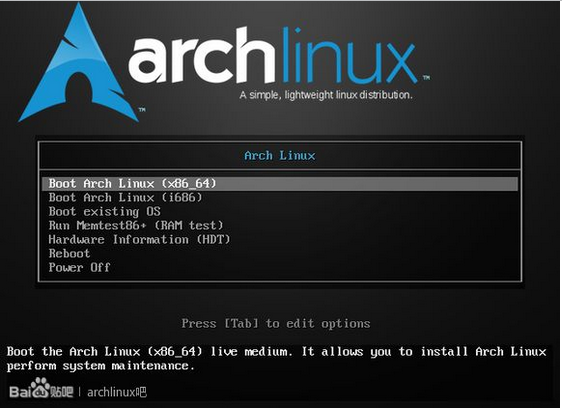 archlinux™
™
A simple, lightweight linux distribution.
Arch Linux
Boot Arch Linux (x86_64)
Boot Arch Linux (i686)
Boot existing OS
Run Memtest86+ (RAM test)
Hardware Information (HDT)
Reboot
Power Off
Press [Tab] to edit options
Boot the Arch Linux (x86_64) live medium. It allows you to install Arch Linux
perform system maintenance.
Bai du 贴吧 | archlinux吧